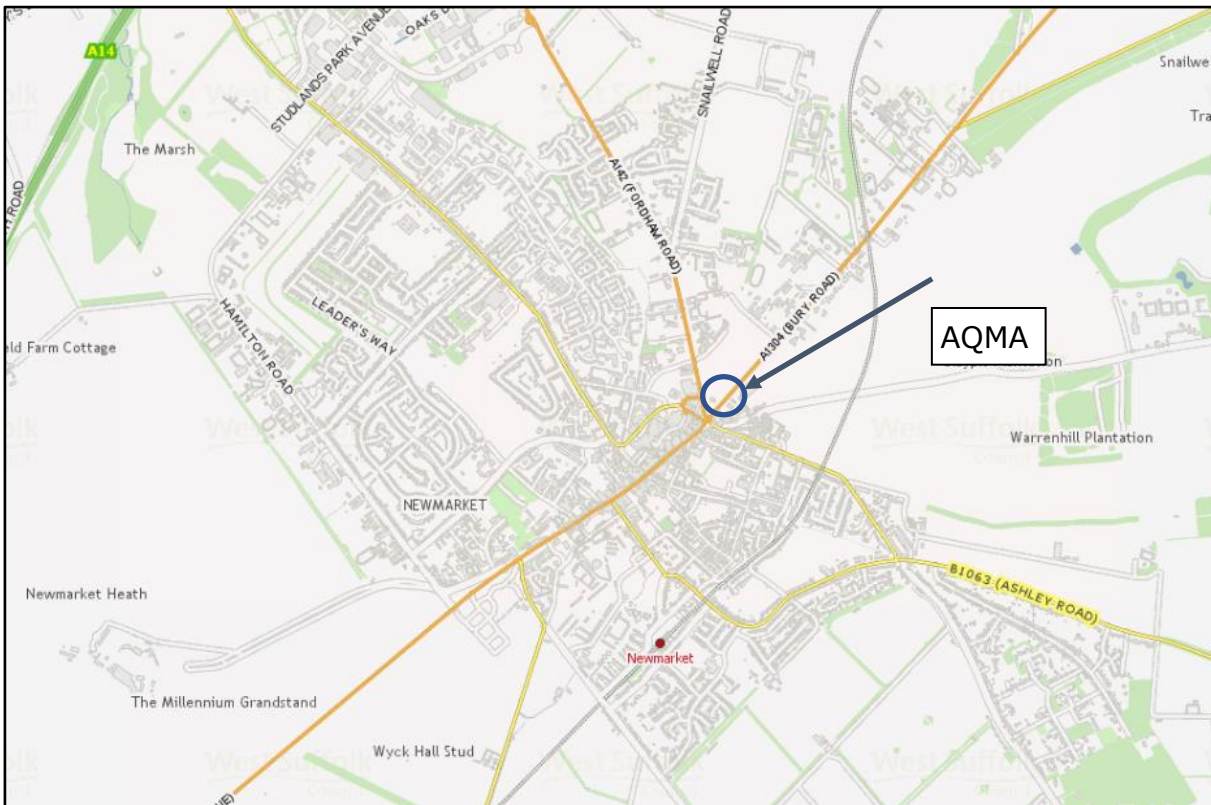 A14
STUDLANDS PARK AVENUE
OAKS D
SNAILWELL ROAD
Snailwe
Tra
The Marsh
A142 (FORDHAM ROAD)
A1304 (BURY ROAD)
HAMILTON ROAD
LEADER'S WAY
eld Farm Cottage
AQMA
Warrenhill Plantation
NEWMARKET
B1063 (ASHLEY ROAD)
Newmarket Heath
Newmarket
The Millennium Grandstand
Wyck Hall Stud
West Suffolk
Council